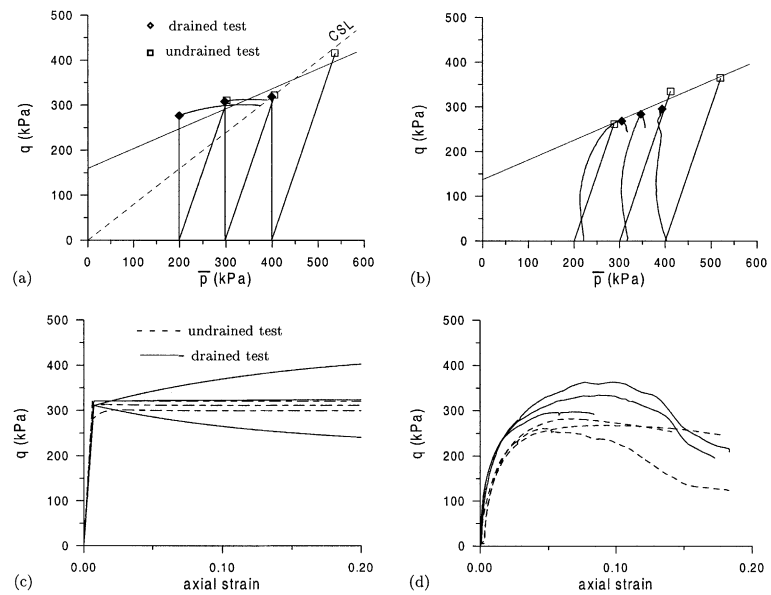 500
400
300
200
100
0
q (kPa)
drained test
undrained test
CSL
0 100 200 300 400 500 600
(a)
p̅ (kPa)
500
400
300
200
100
0
q (kPa)
0 100 200 300 400 500 600
(b)
p̅ (kPa)
500
400
300
200
100
0
q (kPa)
undrained test
drained test
0.00 0.10 0.20
(c)
axial strain
500
400
300
200
100
0
q (kPa)
0.00 0.10 0.20
(d)
axial strain